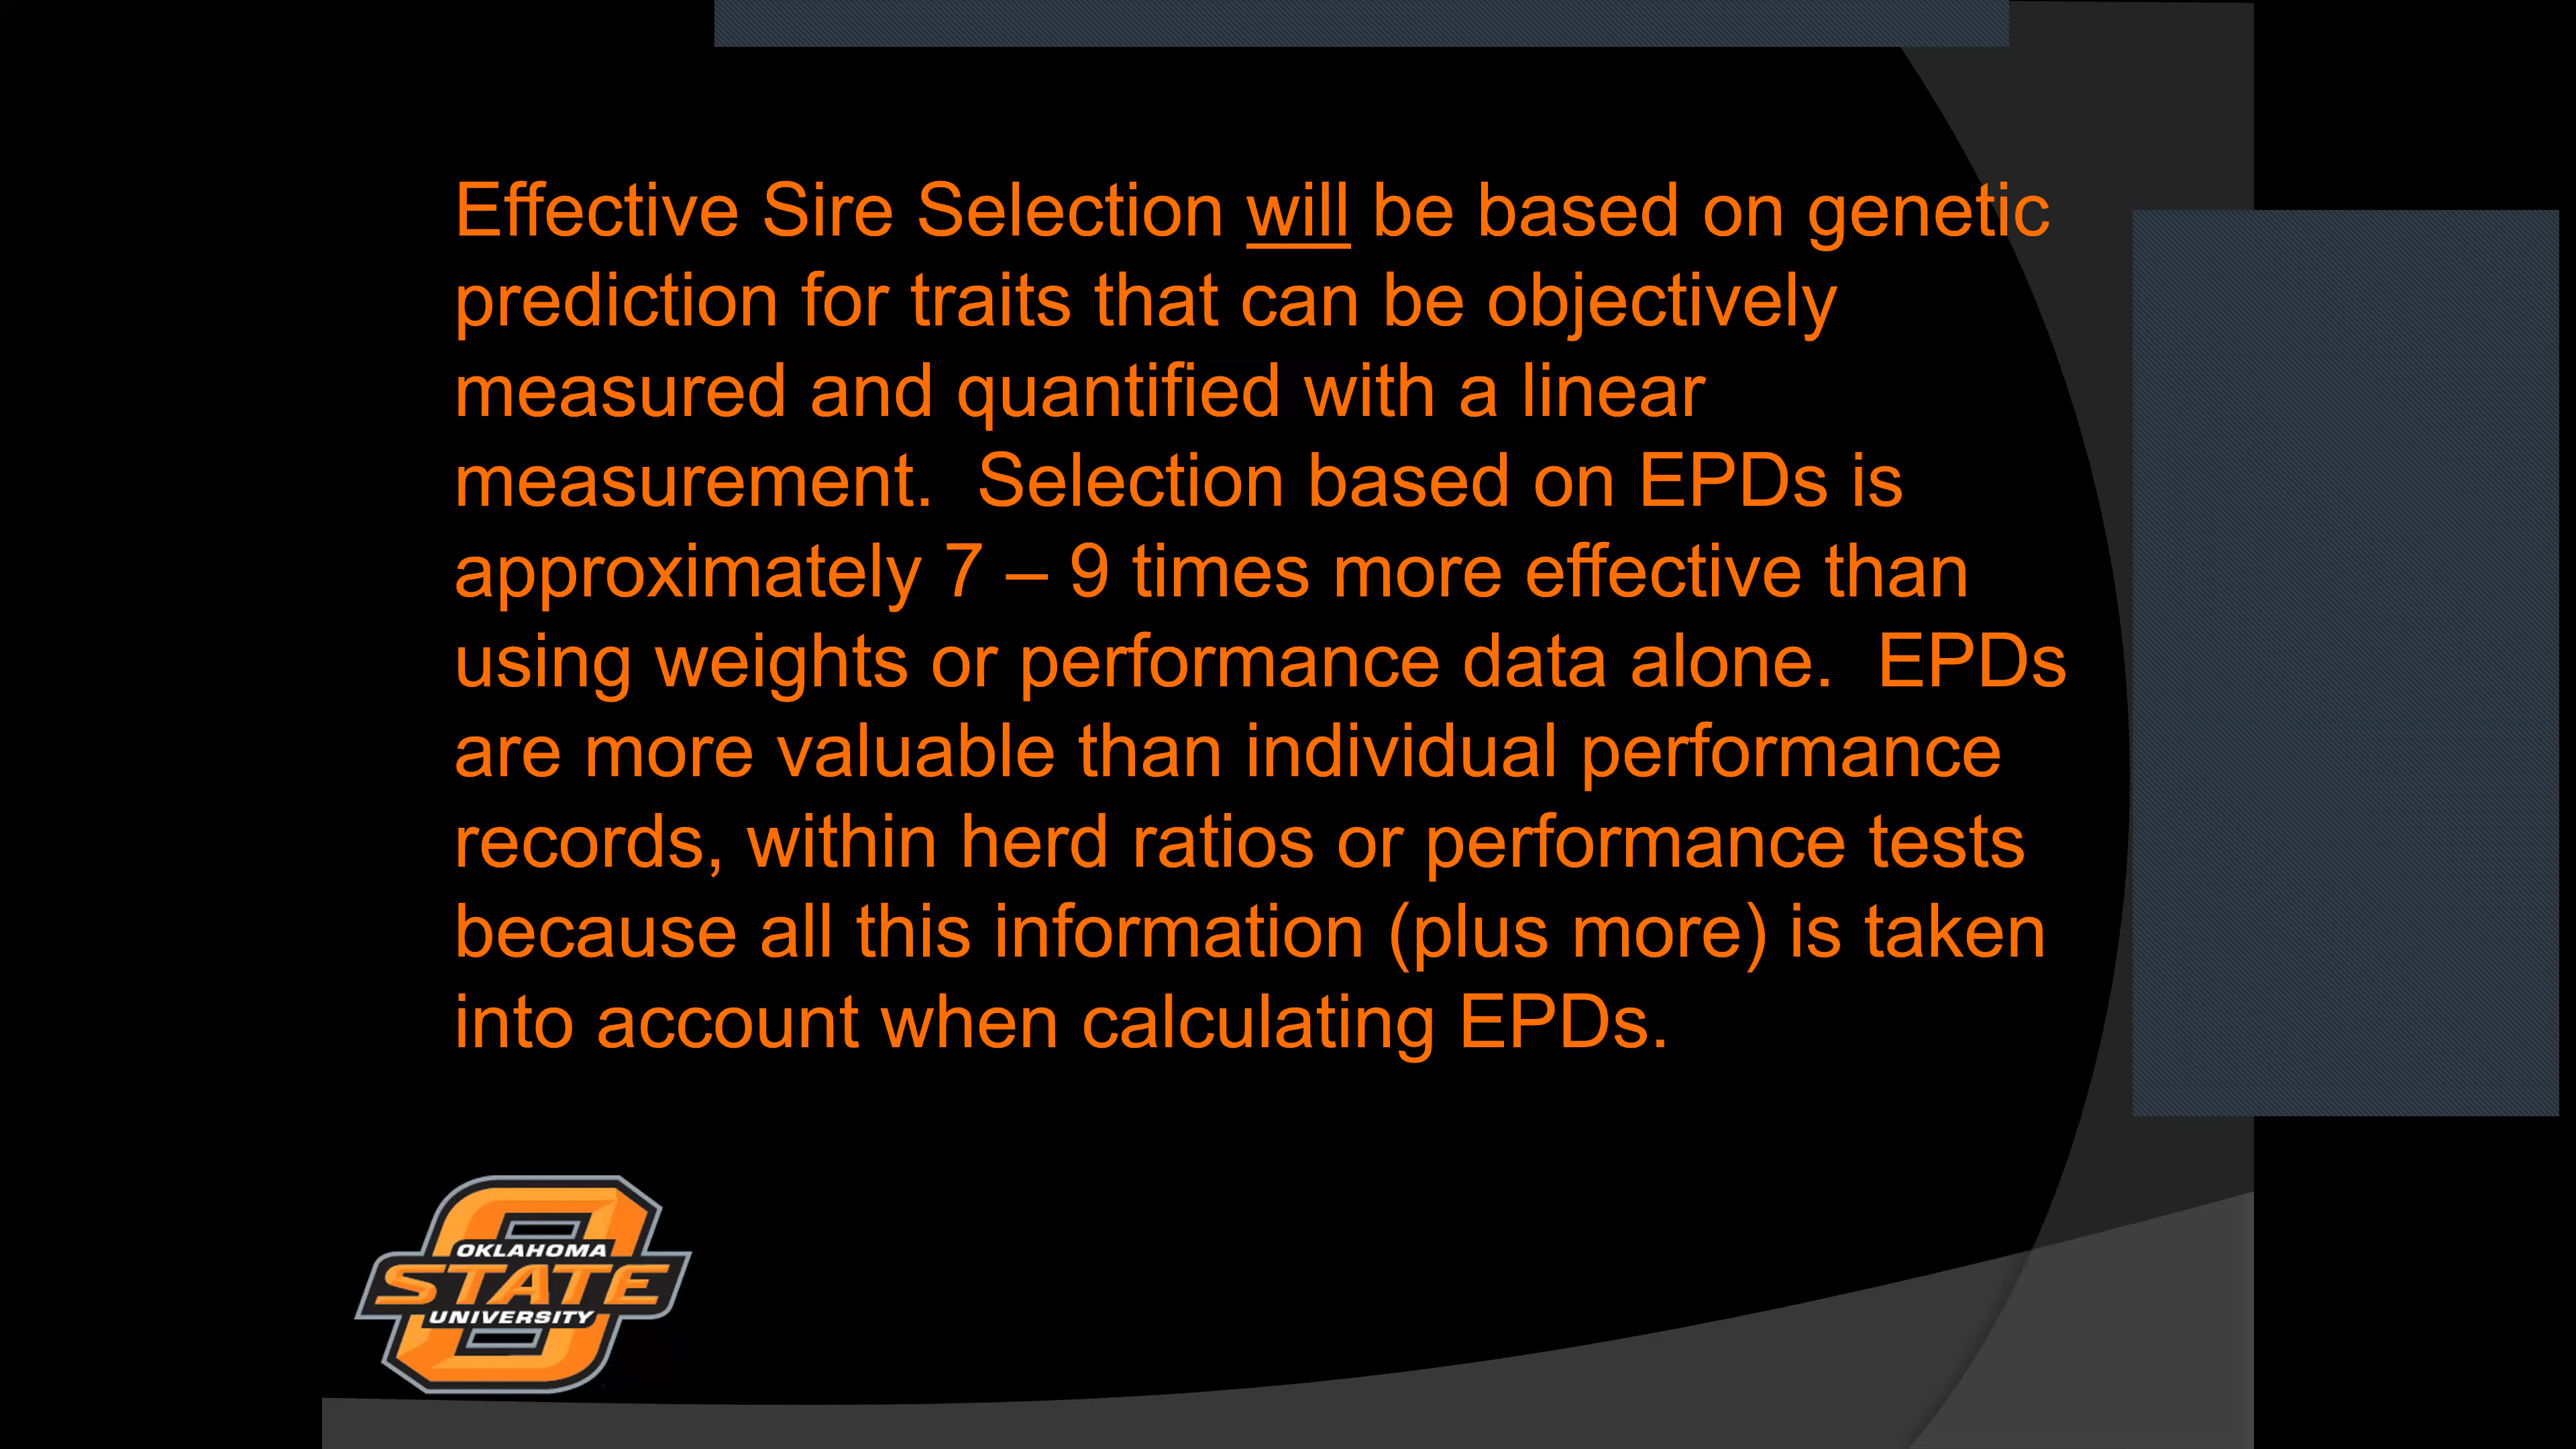 Effective Sire Selection will be based on genetic
prediction for traits that can be objectively
measured and quantified with a linear
measurement.  Selection based on EPDs is
approximately 7 – 9 times more effective than
using weights or performance data alone.  EPDs
are more valuable than individual performance
records, within herd ratios or performance tests
because all this information (plus more) is taken
into account when calculating EPDs.
OKLAHOMA
STATE
UNIVERSITY